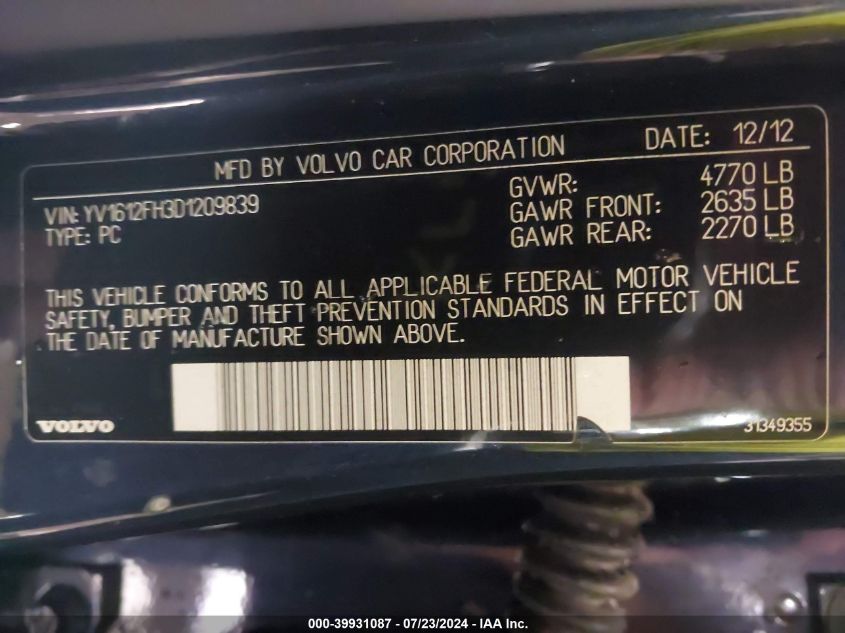 MFD BY VOLVO CAR CORPORATION DATE: 12/12
VIN: YV1612FH3D1209839 GVWR: 4770 LB
TYPE: PC GAWR FRONT: 2635 LB
GAWR REAR: 2270 LB
THIS VEHICLE CONFORMS TO ALL APPLICABLE FEDERAL MOTOR VEHICLE
SAFETY, BUMPER AND THEFT PREVENTION STANDARDS IN EFFECT ON
THE DATE OF MANUFACTURE SHOWN ABOVE.
VOLVO 31349355
000-39931087 - 07/23/2024 - IAA Inc.